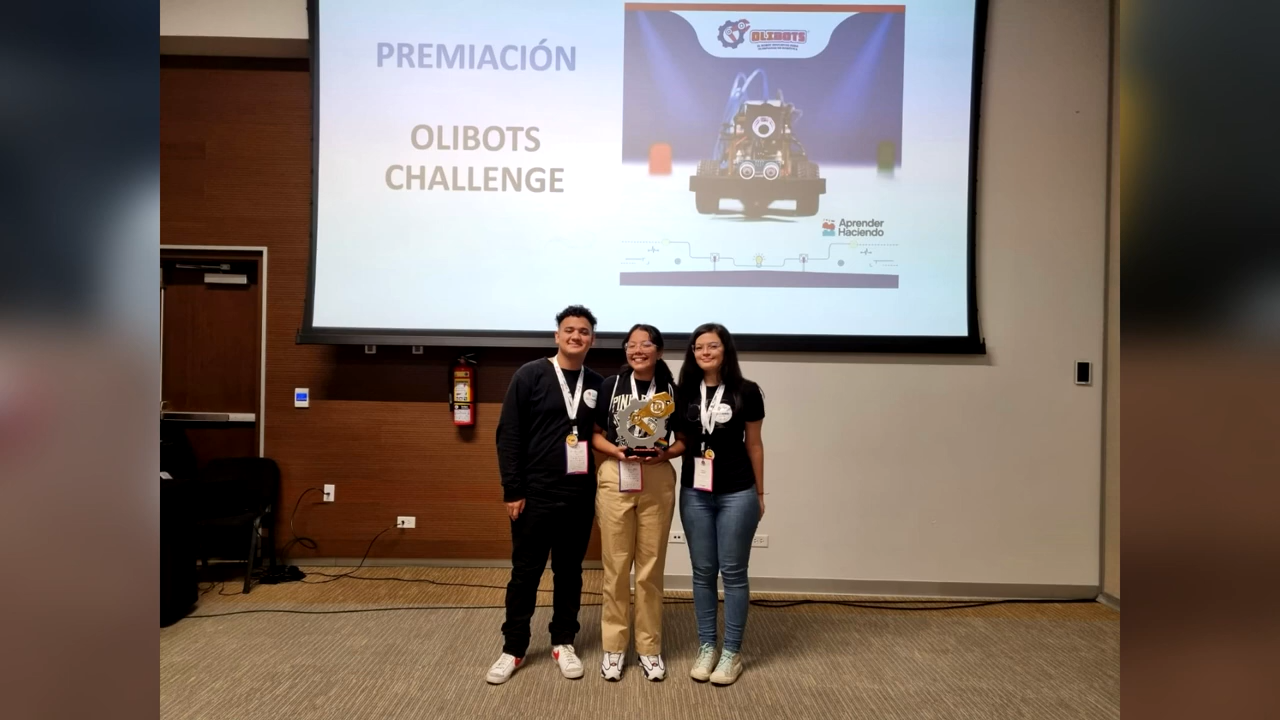 PREMIACIÓN
OLIBOTS
CHALLENGE
OLIBOTS
Aprender
Haciendo